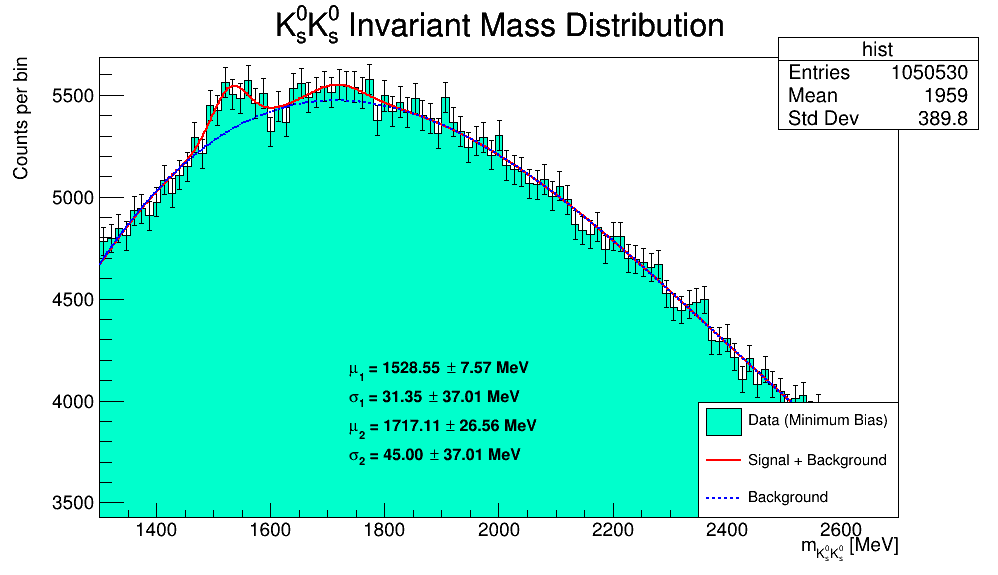 K⁰ₛK⁰ₛ Invariant Mass Distribution
hist
Entries 1050530
Mean 1959
Std Dev 389.8
Counts per bin
5500
5000
4500
4000
3500
μ₁ = 1528.55 ± 7.57 MeV
σ₁ = 31.35 ± 37.01 MeV
μ₂ = 1717.11 ± 26.56 MeV
σ₂ = 45.00 ± 37.01 MeV
Data (Minimum Bias)
Signal + Background
Background
1400 1600 1800 2000 2200 2400 2600
m_K⁰ₛK⁰ₛ [MeV]